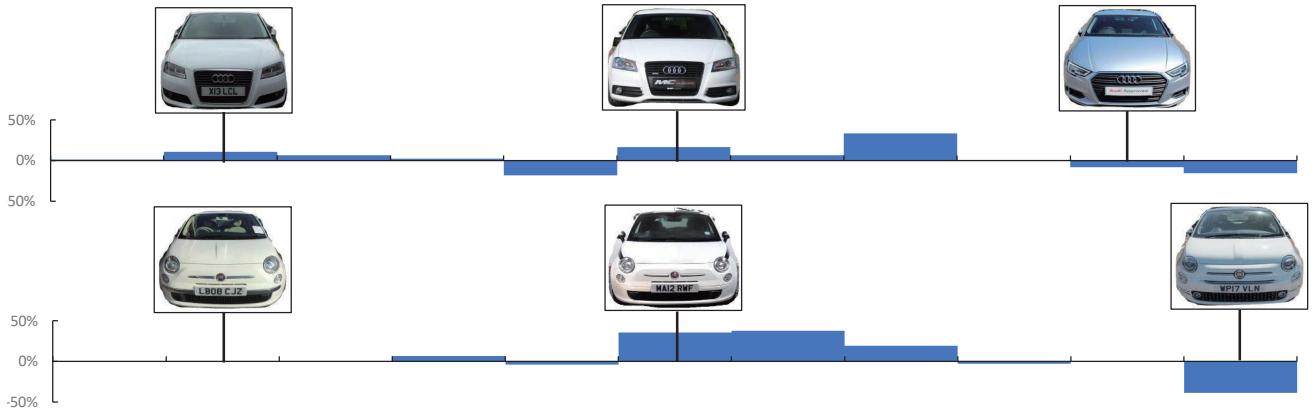 X13 LCL
Audi Approved
50%
0%
50%
LB08 CJZ
MA12 RWF
WP17 VLN
50%
0%
-50%